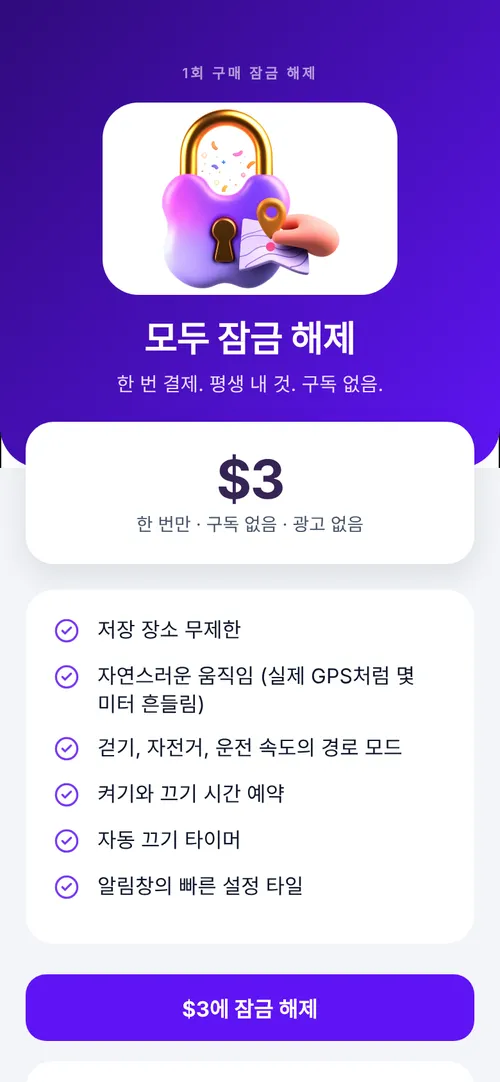 1회 구매 잠금 해제
모두 잠금 해제
한 번 결제. 평생 내 것. 구독 없음.
$3
한 번만 · 구독 없음 · 광고 없음
저장 장소 무제한
자연스러운 움직임 (실제 GPS처럼 몇
미터 흔들림)
걷기, 자전거, 운전 속도의 경로 모드
켜기와 끄기 시간 예약
자동 끄기 타이머
알림창의 빠른 설정 타일
$3에 잠금 해제